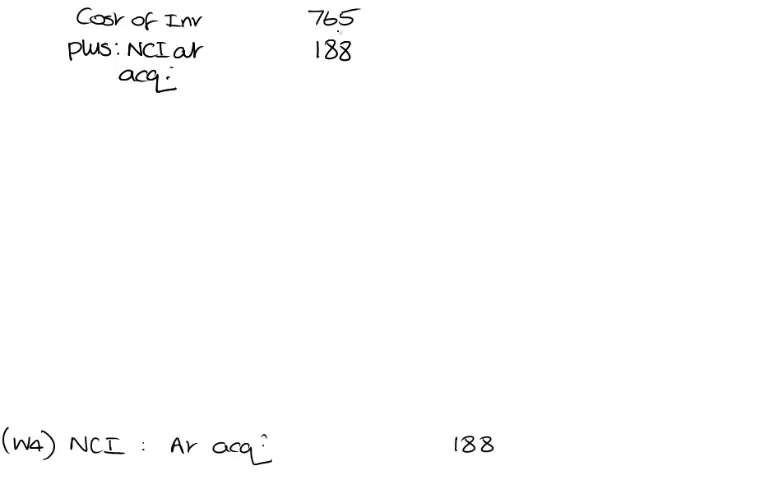 Cost of Inv 765
plus: NCI at 188
acq:
(W4) NCI : At acq: 188